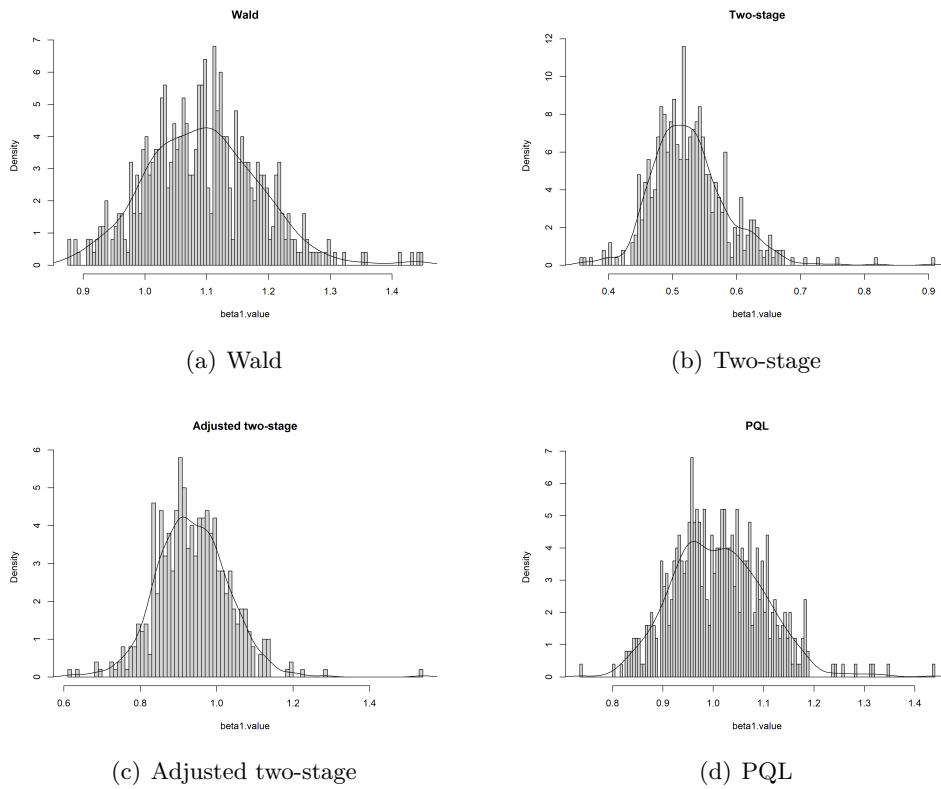 Wald
Density
0 1 2 3 4 5 6 7
0.9 1.0 1.1 1.2 1.3 1.4
beta1.value
(a) Wald
Two-stage
Density
0 2 4 6 8 10 12
0.4 0.5 0.6 0.7 0.8 0.9
beta1.value
(b) Two-stage
Adjusted two-stage
Density
0 1 2 3 4 5 6
0.6 0.8 1.0 1.2 1.4
beta1.value
(c) Adjusted two-stage
PQL
Density
0 1 2 3 4 5 6 7
0.8 0.9 1.0 1.1 1.2 1.3 1.4
beta1.value
(d) PQL